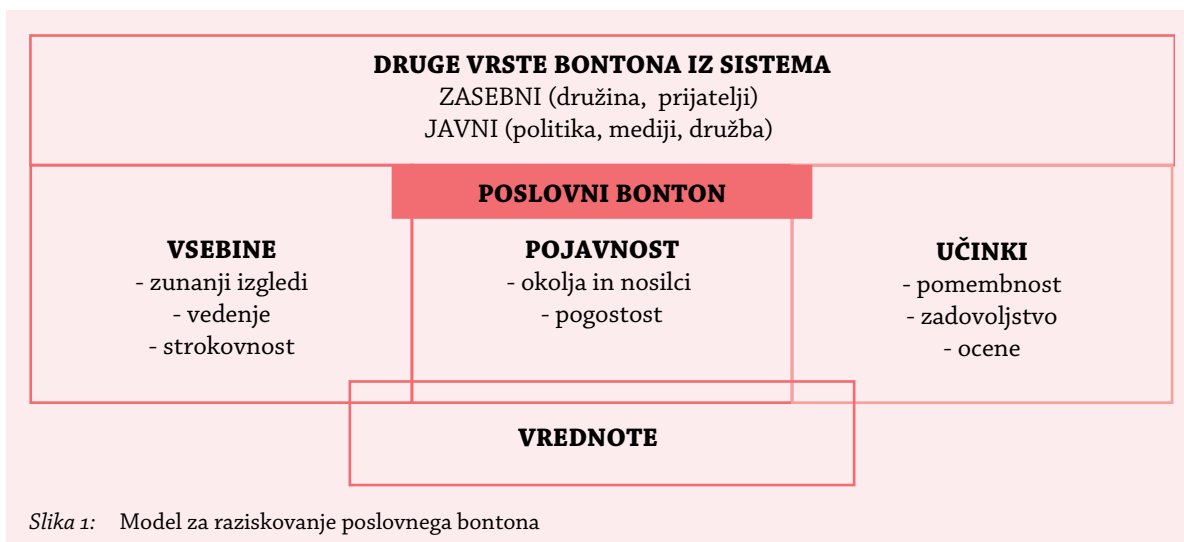 DRUGE VRSTE BONTONA IZ SISTEMA
ZASEBNI (družina, prijatelji)
JAVNI (politika, mediji, družba)
POSLOVNI BONTON
VSEBINE
- zunanji izgledi
- vedenje
- strokovnost
POJAVNOST
- okolja in nosilci
- pogostost
UČINKI
- pomembnost
- zadovoljstvo
- ocene
VREDNOTE
Slika 1: Model za raziskovanje poslovnega bontona